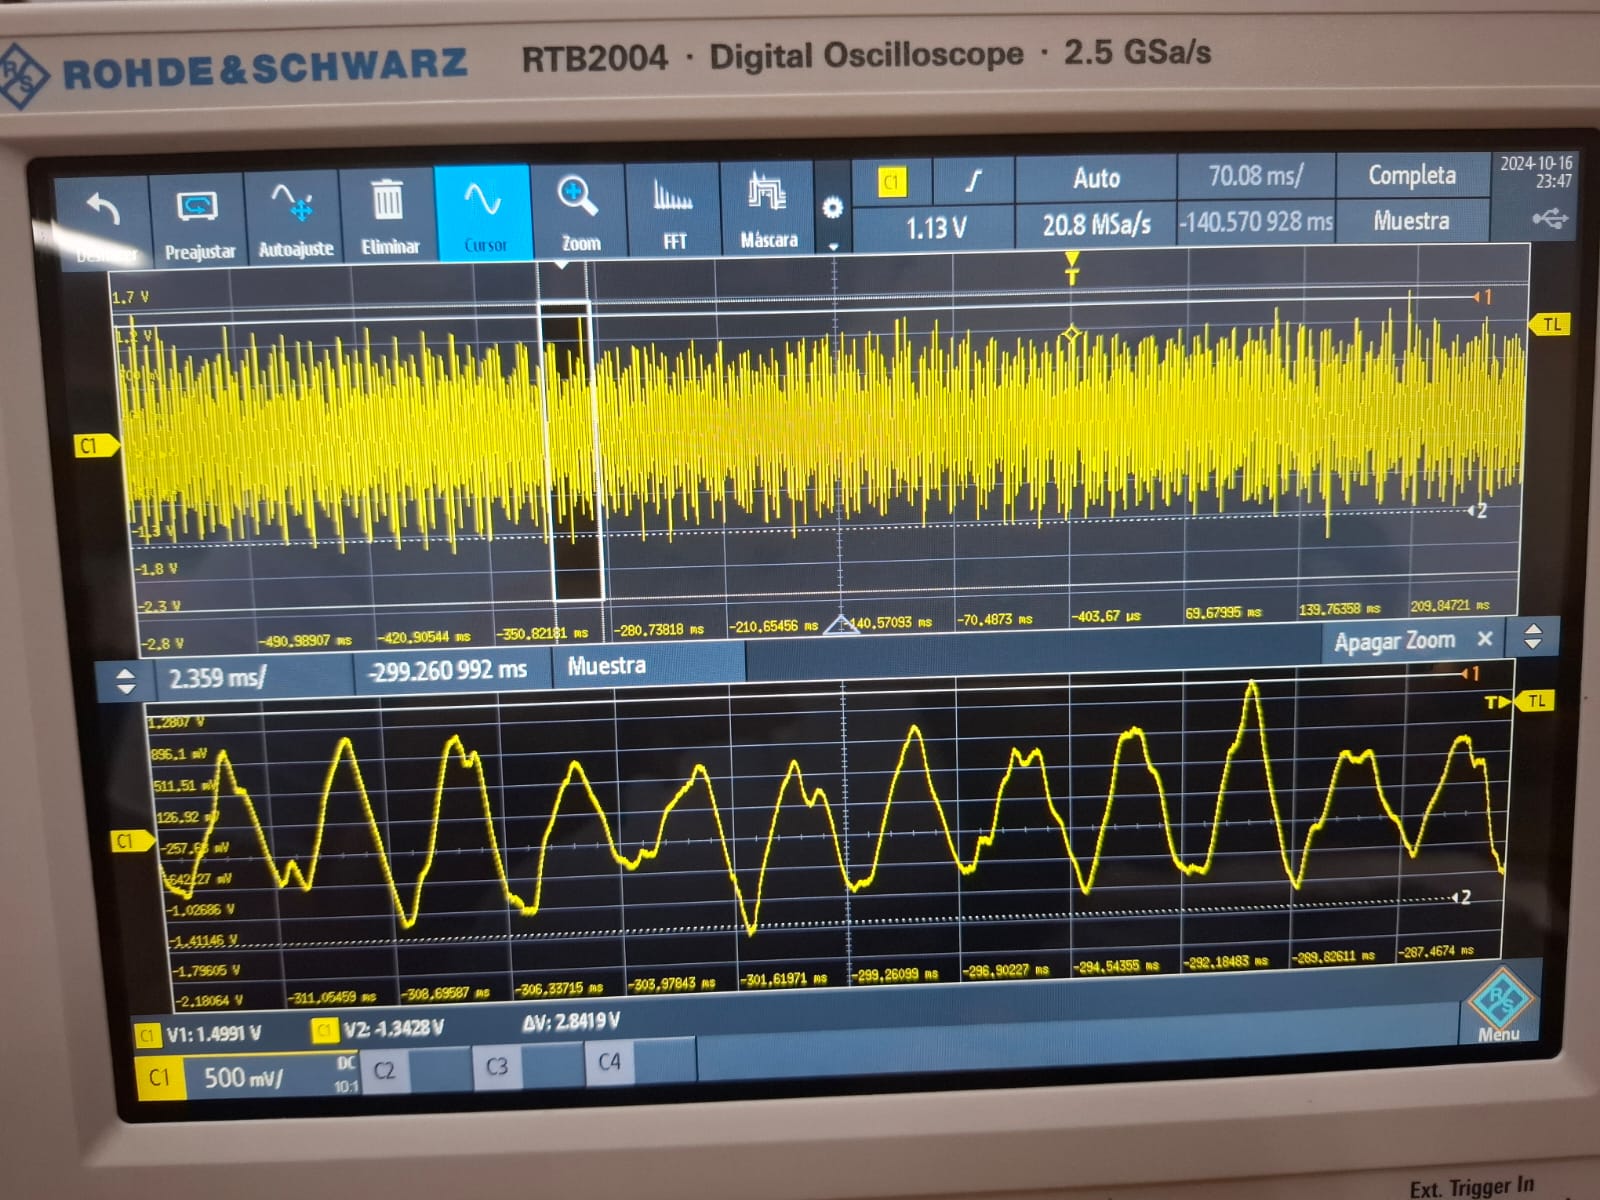 ROHDE&SCHWARZ RTB2004 · Digital Oscilloscope · 2.5 GSa/s
Preajustar
Autoajuste
Eliminar
Cursor
Zoom
FFT
Máscara
C1
Auto
70.08 ms/
Completa
2024-10-16
23:47
1.13 V
20.8 MSa/s
-140.570 928 ms
Muestra
T
1.7 V
1
TL
C1
2
-1.3 V
-1.8 V
-2.3 V
-2.8 V
-490.98907 ms
-420.90544 ms
-350.82181 ms
-280.73818 ms
-210.65456 ms
-140.57093 ms
-70.4873 ms
-403.67 µs
69.67995 ms
139.76358 ms
209.84721 ms
2.359 ms/
-299.260 992 ms
Muestra
Apagar Zoom
1
T
TL
1.2807 V
896.1 mV
511.51 mV
126.92 mV
C1
-642.27 mV
-1.02686 V
2
-1.41146 V
-1.79605 V
-2.18064 V
-311.05459 ms
-308.69587 ms
-306.33715 ms
-303.97843 ms
-301.61971 ms
-299.26099 ms
-296.90227 ms
-294.54355 ms
-292.18483 ms
-289.82611 ms
-287.4674 ms
C1 V1: 1.4991 V
C1 V2: -1.3428 V
ΔV: 2.8419 V
C1
500 mV/
DC
10:1
C2
C3
C4
R&S
Menu
Ext. Trigger In